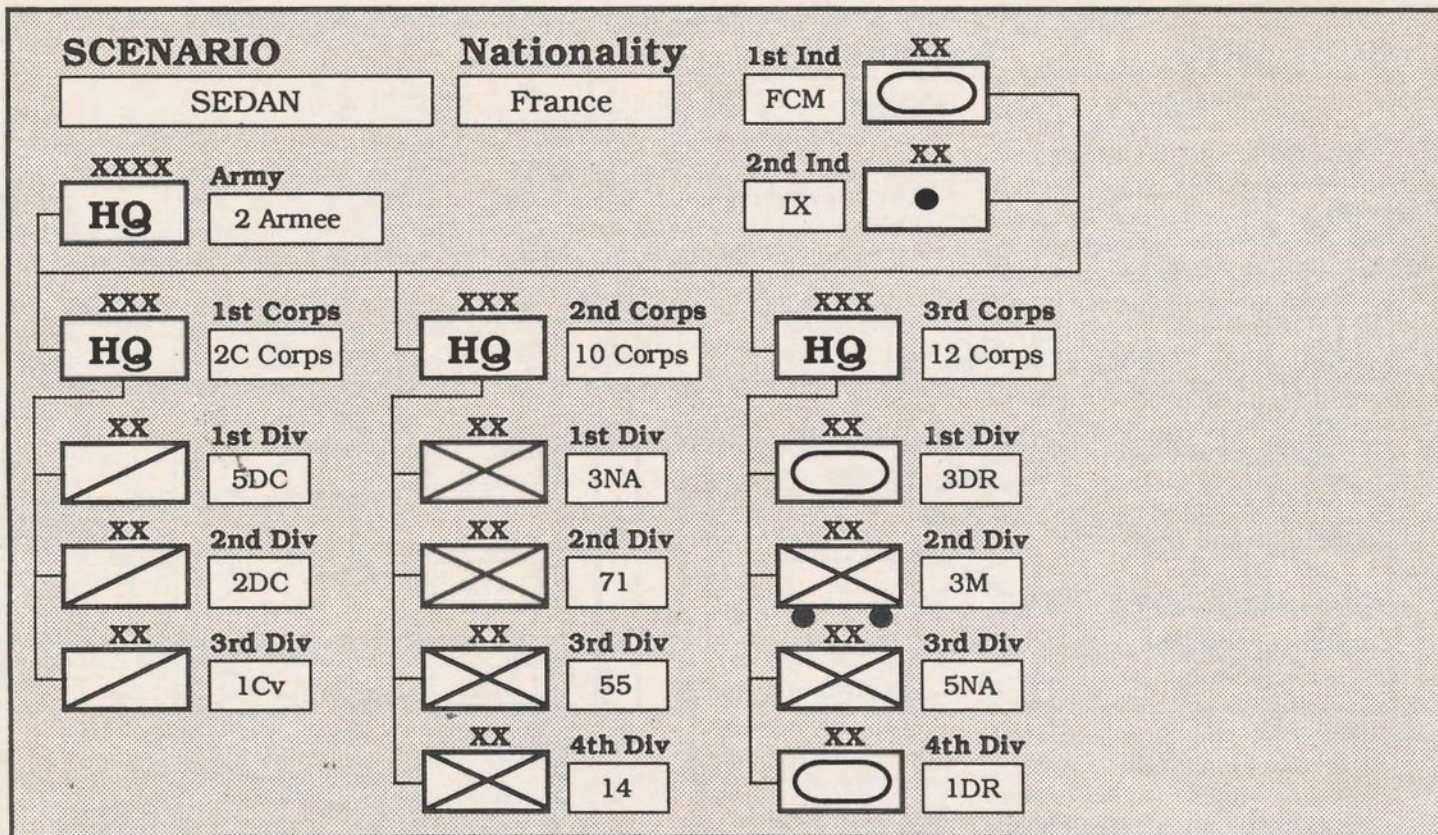 SCENARIO
SEDAN
Nationality
France
1st Ind
FCM
XX
2nd Ind
IX
XX
XXXX
HQ
Army
2 Armee
XXX
HQ
1st Corps
2C Corps
XXX
HQ
2nd Corps
10 Corps
XXX
HQ
3rd Corps
12 Corps
XX
1st Div
5DC
XX
2nd Div
2DC
XX
3rd Div
1Cv
XX
1st Div
3NA
XX
2nd Div
71
XX
3rd Div
55
XX
4th Div
14
XX
1st Div
3DR
XX
2nd Div
3M
XX
3rd Div
5NA
XX
4th Div
1DR